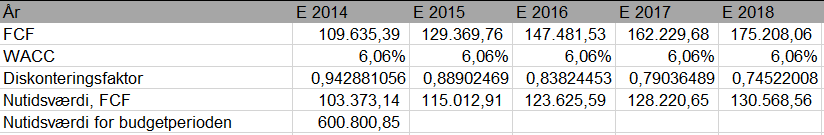 År E 2014 E 2015 E 2016 E 2017 E 2018
FCF 109.635,39 129.369,76 147.481,53 162.229,68 175.208,06
WACC 6,06% 6,06% 6,06% 6,06% 6,06%
Diskonteringsfaktor 0,942881056 0,88902469 0,83824453 0,79036489 0,74522008
Nutidsværdi, FCF 103.373,14 115.012,91 123.625,59 128.220,65 130.568,56
Nutidsværdi for budgetperioden 600.800,85